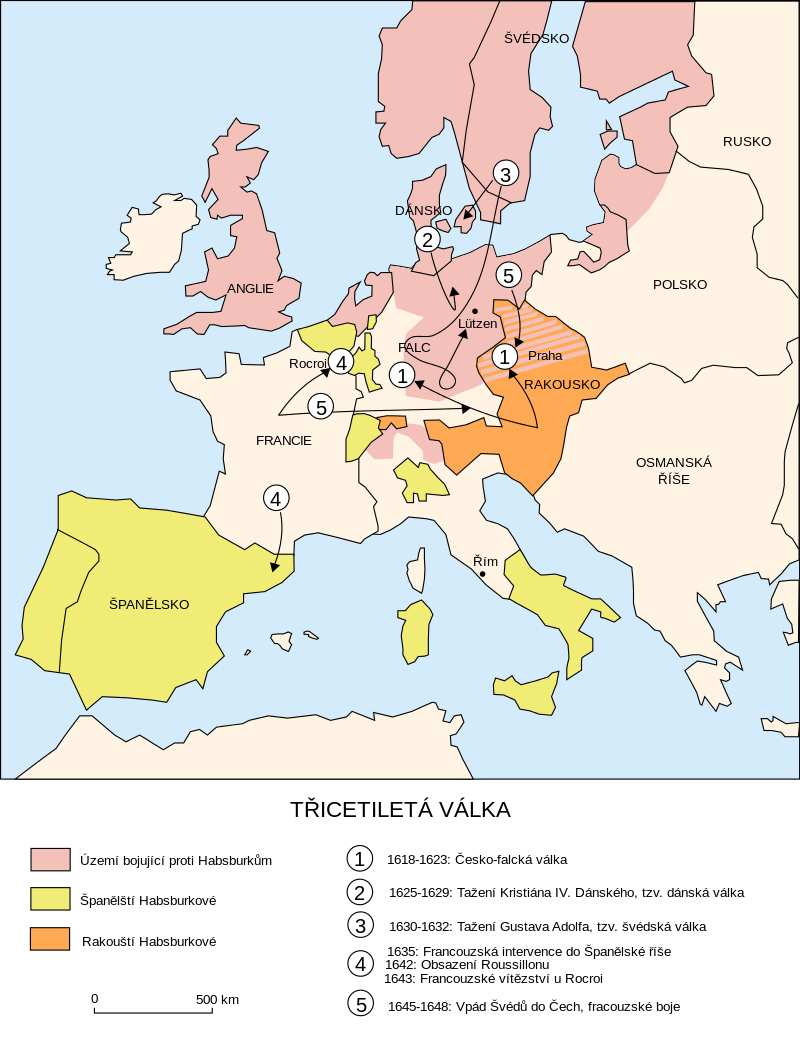 ŠVÉDSKO
RUSKO
3
DÁNSKO
2
ANGLIE
5
POLSKO
Lützen
FALC
Rocroi
4
1
Praha
1
RAKOUSKO
5
FRANCIE
OSMANSKÁ
ŘÍŠE
4
Řím
ŠPANĚLSKO
TŘICETILETÁ VÁLKA
Území bojující proti Habsburkům
Španělští Habsburkové
Rakouští Habsburkové
0 500 km
1 1618-1623: Česko-falcká válka
2 1625-1629: Tažení Kristiána IV. Dánského, tzv. dánská válka
3 1630-1632: Tažení Gustava Adolfa, tzv. švédská válka
4 1635: Francouzská intervence do Španělské říše
1642: Obsazení Roussillonu
1643: Francouzské vítězství u Rocroi
5 1645-1648: Vpád Švédů do Čech, fracouzské boje